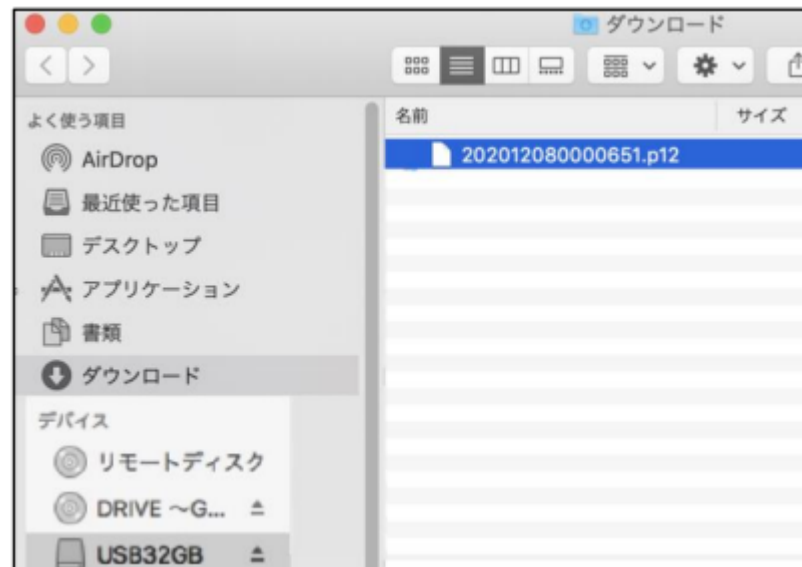 ダウンロード
よく使う項目
AirDrop
最近使った項目
デスクトップ
アプリケーション
書類
ダウンロード
デバイス
リモートディスク
DRIVE ~G...
USB32GB
名前 サイズ
202012080000651.p12